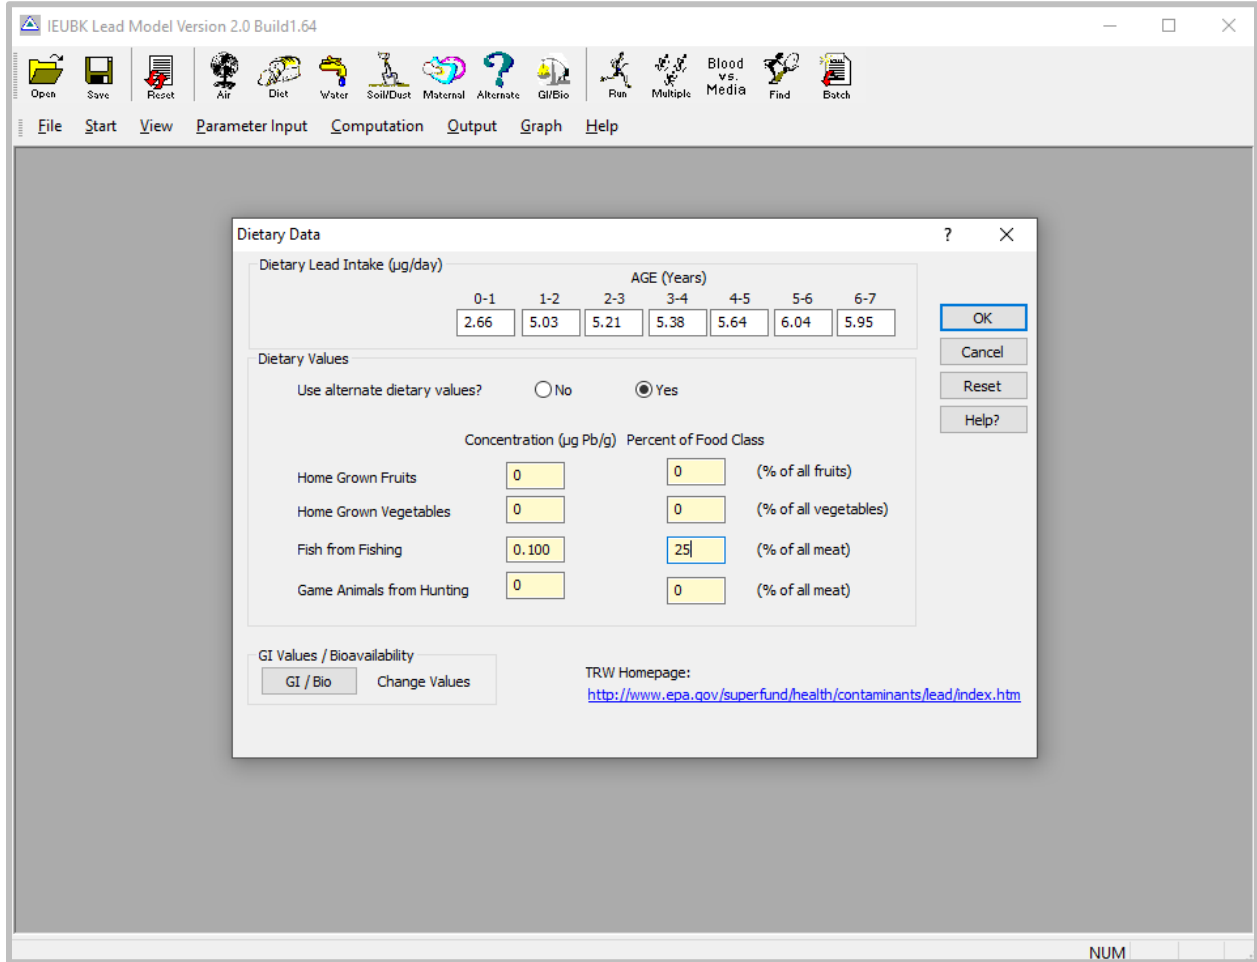 IEUBK Lead Model Version 2.0 Build1.64
Open Save Reset Air Diet Water Soil/Dust Maternal Alternate GI/Bio Run Multiple Blood vs. Media Find Batch
File Start View Parameter Input Computation Output Graph Help
Dietary Data ?
Dietary Lead Intake (µg/day)
AGE (Years)
0-1 1-2 2-3 3-4 4-5 5-6 6-7
2.66 5.03 5.21 5.38 5.64 6.04 5.95
OK
Cancel
Reset
Help?
Dietary Values
Use alternate dietary values? No Yes
Concentration (µg Pb/g) Percent of Food Class
Home Grown Fruits 0 0 (% of all fruits)
Home Grown Vegetables 0 0 (% of all vegetables)
Fish from Fishing 0.100 25 (% of all meat)
Game Animals from Hunting 0 0 (% of all meat)
GI Values / Bioavailability
GI / Bio Change Values
TRW Homepage:
http://www.epa.gov/superfund/health/contaminants/lead/index.htm
NUM